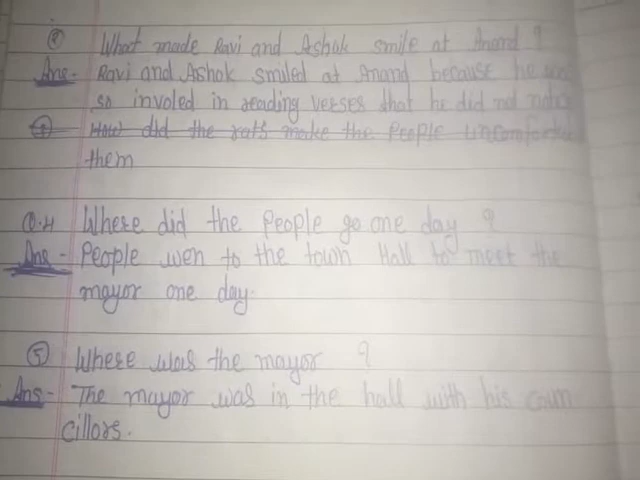 What made Ravi and Ashok smile at Anand ?
Ans - Ravi and Ashok smiled at Anand because he was
so involed in reading verses that he did not notice
How did the rats make the People uncomforted
them
Q.4 Where did the People go one day ?
Ans - People wen to the town Hall to meet the
mayor one day.
⑤ Where was the mayor ?
Ans - The mayor was in the hall with his coun
cillors.